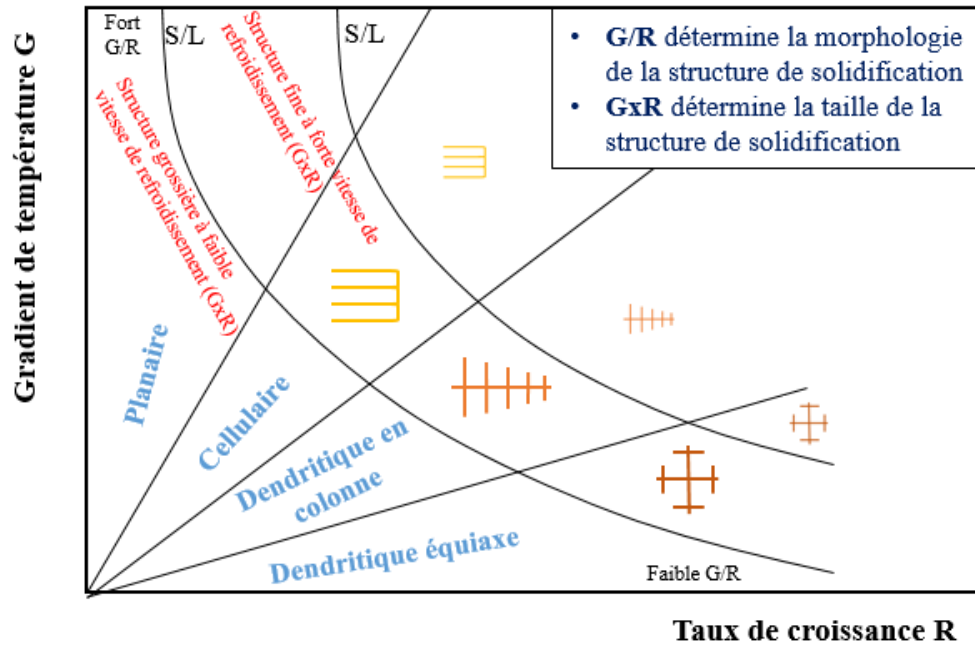 Gradient de température G
Fort
G/R
S/L
S/L
Structure grossière à faible
vitesse de refroidissement (GxR)
Structure fine à forte vitesse de
refroidissement (GxR)
• G/R détermine la morphologie
de la structure de solidification
• GxR détermine la taille de la
structure de solidification
Planaire
Cellulaire
Dendritique en
colonne
Dendritique équiaxe
Faible G/R
Taux de croissance R